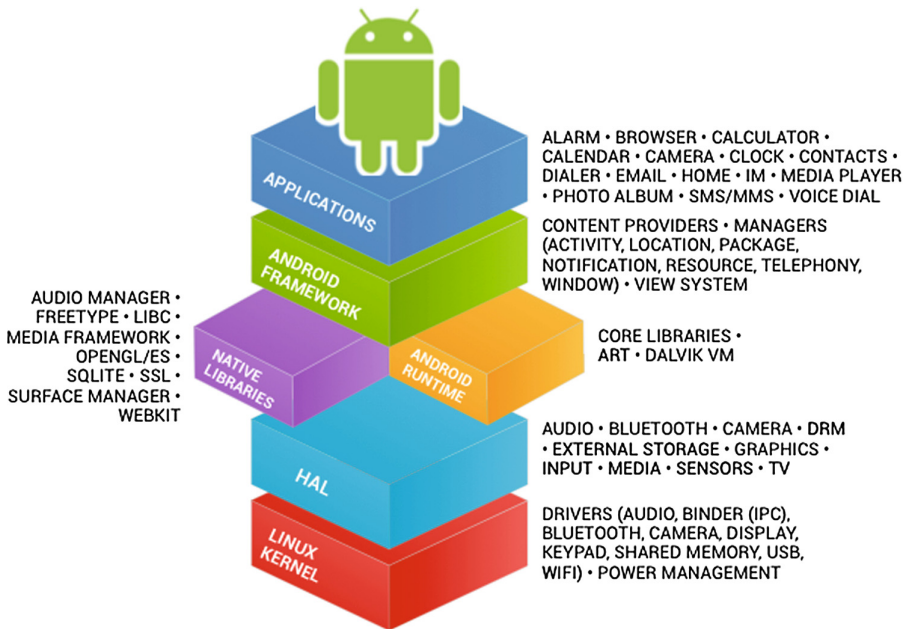 APPLICATIONS
ALARM • BROWSER • CALCULATOR •
CALENDAR • CAMERA • CLOCK • CONTACTS •
DIALER • EMAIL • HOME • IM • MEDIA PLAYER
• PHOTO ALBUM • SMS/MMS • VOICE DIAL
ANDROID
FRAMEWORK
CONTENT PROVIDERS • MANAGERS
(ACTIVITY, LOCATION, PACKAGE,
NOTIFICATION, RESOURCE, TELEPHONY,
WINDOW) • VIEW SYSTEM
AUDIO MANAGER •
FREETYPE • LIBC •
MEDIA FRAMEWORK •
OPENGL/ES •
SQLITE • SSL •
SURFACE MANAGER •
WEBKIT
NATIVE
LIBRARIES
ANDROID
RUNTIME
CORE LIBRARIES •
ART • DALVIK VM
HAL
AUDIO • BLUETOOTH • CAMERA • DRM
• EXTERNAL STORAGE • GRAPHICS •
INPUT • MEDIA • SENSORS • TV
LINUX
KERNEL
DRIVERS (AUDIO, BINDER (IPC),
BLUETOOTH, CAMERA, DISPLAY,
KEYPAD, SHARED MEMORY, USB,
WIFI) • POWER MANAGEMENT